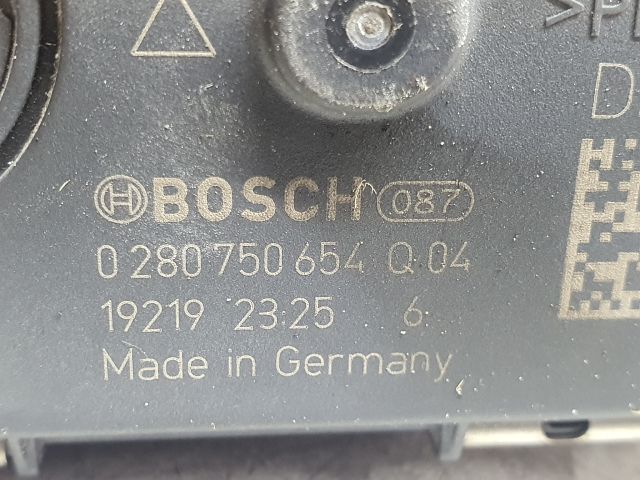 D
BOSCH 087
0 280 750 654 Q 04
19219 23:25 6
Made in Germany